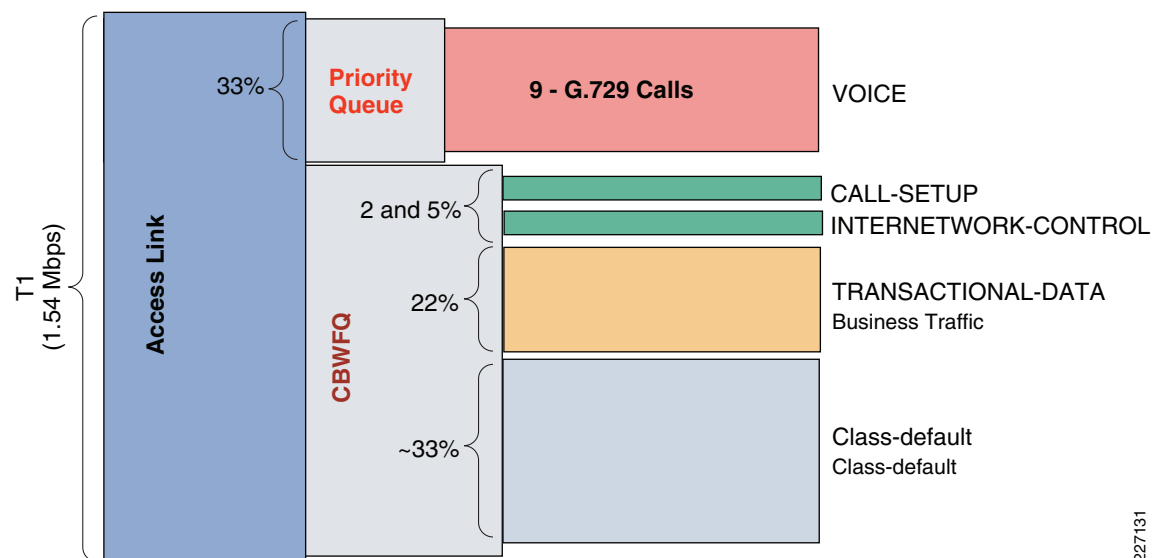 T1
(1.54 Mbps)
Access Link
33%
Priority
Queue
9 - G.729 Calls
VOICE
CBWFQ
2 and 5%
CALL-SETUP
INTERNETWORK-CONTROL
22%
TRANSACTIONAL-DATA
Business Traffic
~33%
Class-default
Class-default
227131